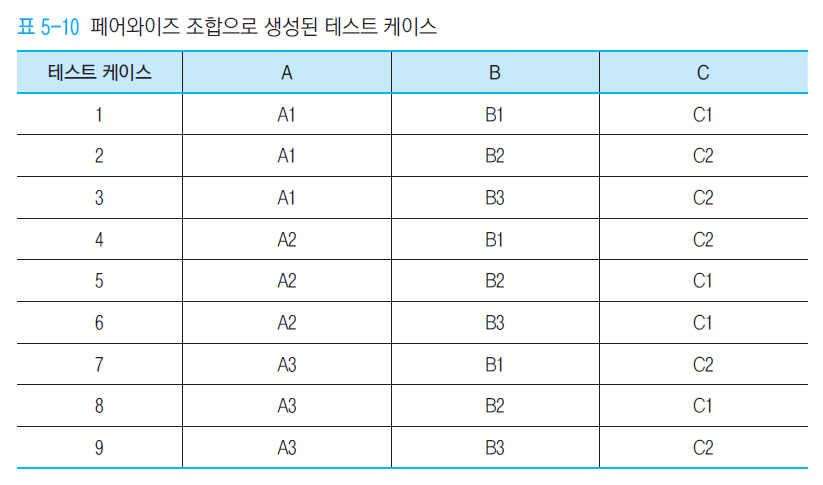 표 5-10 페어와이즈 조합으로 생성된 테스트 케이스
테스트 케이스 A B C
1 A1 B1 C1
2 A1 B2 C2
3 A1 B3 C2
4 A2 B1 C2
5 A2 B2 C1
6 A2 B3 C1
7 A3 B1 C2
8 A3 B2 C1
9 A3 B3 C2